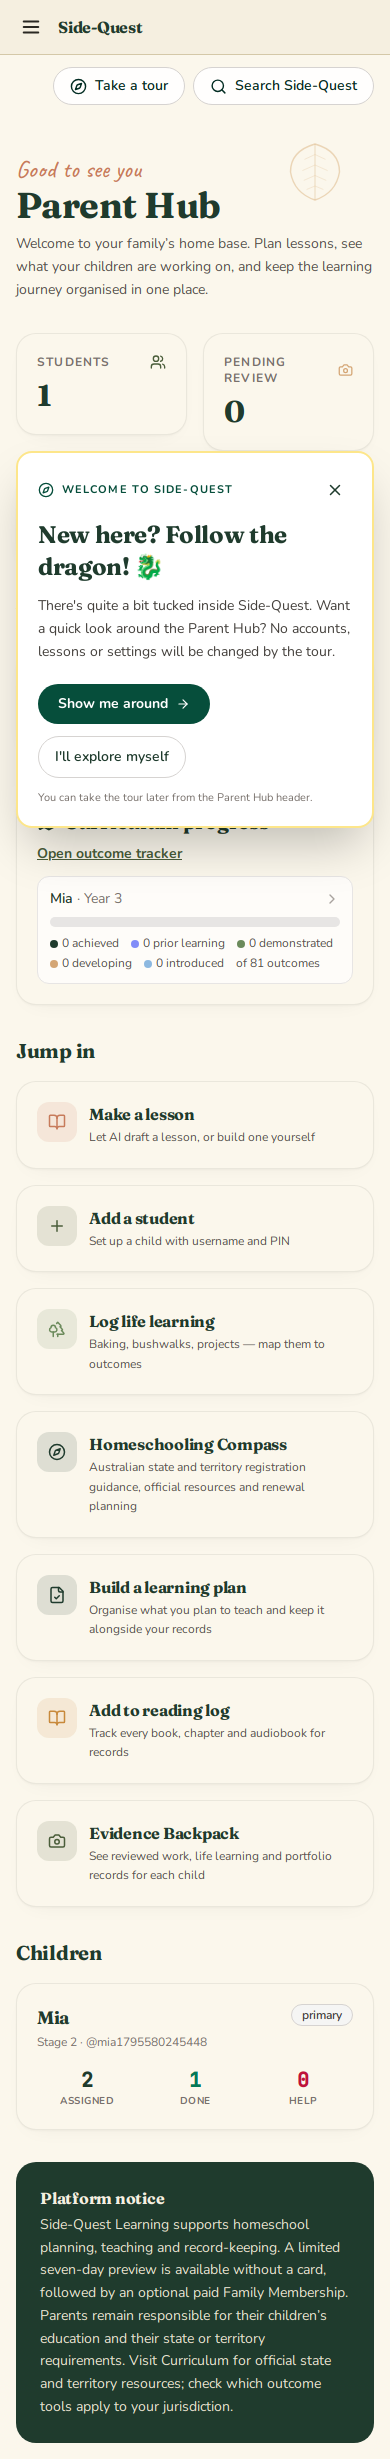 Side-Quest
Take a tour
Search Side-Quest
Good to see you
Parent Hub
Welcome to your family's home base. Plan lessons, see
what your children are working on, and keep the learning
journey organised in one place.
STUDENTS
1
PENDING
REVIEW
0
WELCOME TO SIDE-QUEST
New here? Follow the
dragon! 🐉
There's quite a bit tucked inside Side-Quest. Want
a quick look around the Parent Hub? No accounts,
lessons or settings will be changed by the tour.
Show me around →
I'll explore myself
You can take the tour later from the Parent Hub header.
Curriculum progress
Open outcome tracker
Mia · Year 3
0 achieved 0 prior learning 0 demonstrated
0 developing 0 introduced of 81 outcomes
Jump in
Make a lesson
Let AI draft a lesson, or build one yourself
Add a student
Set up a child with username and PIN
Log life learning
Baking, bushwalks, projects — map them to
outcomes
Homeschooling Compass
Australian state and territory registration
guidance, official resources and renewal
planning
Build a learning plan
Organise what you plan to teach and keep it
alongside your records
Add to reading log
Track every book, chapter and audiobook for
records
Evidence Backpack
See reviewed work, life learning and portfolio
records for each child
Children
Mia
primary
Stage 2 · @mia1795580245448
2 1 0
ASSIGNED DONE HELP
Platform notice
Side-Quest Learning supports homeschool
planning, teaching and record-keeping. A limited
seven-day preview is available without a card,
followed by an optional paid Family Membership.
Parents remain responsible for their children's
education and their state or territory
requirements. Visit Curriculum for official state
and territory resources; check which outcome
tools apply to your jurisdiction.